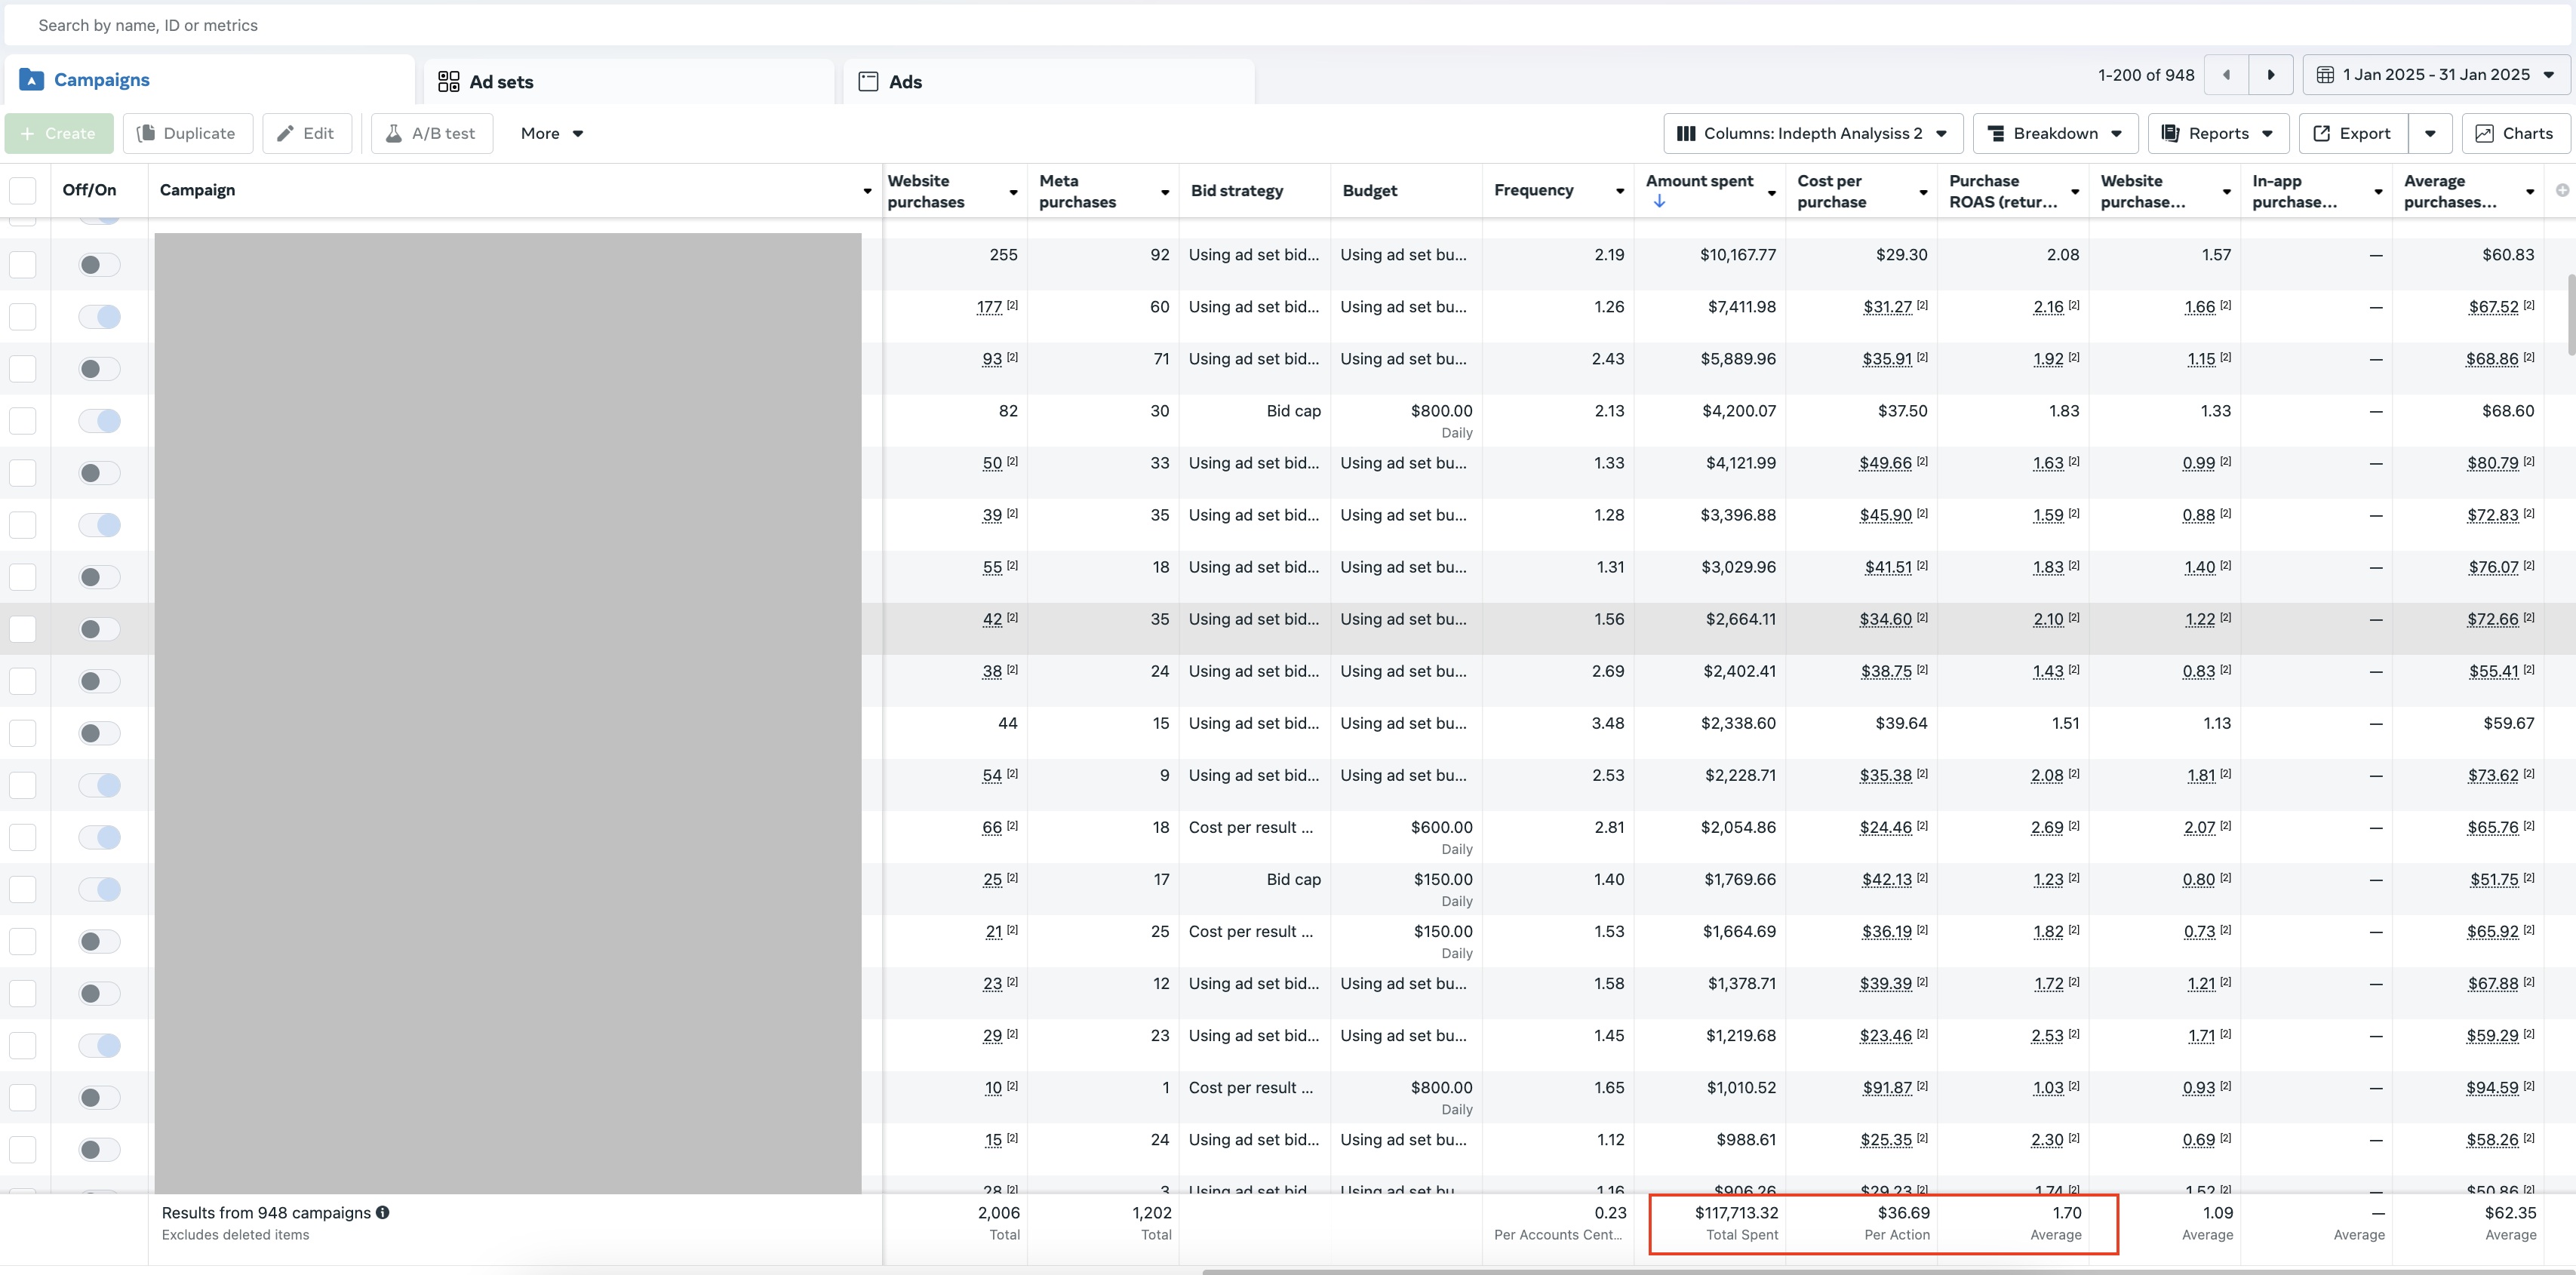 Search by name, ID or metrics
Campaigns Ad sets Ads 1-200 of 948 1 Jan 2025 - 31 Jan 2025
+ Create Duplicate Edit A/B test More Columns: Indepth Analysiss 2 Breakdown Reports Export Charts
Off/On Campaign Website purchases Meta purchases Bid strategy Budget Frequency Amount spent ↓ Cost per purchase Purchase ROAS (retur... Website purchase... In-app purchase... Average purchases...
255 92 Using ad set bid... Using ad set bu... 2.19 $10,167.77 $29.30 2.08 1.57 — $60.83
177 [2] 60 Using ad set bid... Using ad set bu... 1.26 $7,411.98 $31.27 [2] 2.16 [2] 1.66 [2] — $67.52 [2]
93 [2] 71 Using ad set bid... Using ad set bu... 2.43 $5,889.96 $35.91 [2] 1.92 [2] 1.15 [2] — $68.86 [2]
82 30 Bid cap $800.00 2.13 $4,200.07 $37.50 1.83 1.33 — $68.60
Daily
50 [2] 33 Using ad set bid... Using ad set bu... 1.33 $4,121.99 $49.66 [2] 1.63 [2] 0.99 [2] — $80.79 [2]
39 [2] 35 Using ad set bid... Using ad set bu... 1.28 $3,396.88 $45.90 [2] 1.59 [2] 0.88 [2] — $72.83 [2]
55 [2] 18 Using ad set bid... Using ad set bu... 1.31 $3,029.96 $41.51 [2] 1.83 [2] 1.40 [2] — $76.07 [2]
42 [2] 35 Using ad set bid... Using ad set bu... 1.56 $2,664.11 $34.60 [2] 2.10 [2] 1.22 [2] — $72.66 [2]
38 [2] 24 Using ad set bid... Using ad set bu... 2.69 $2,402.41 $38.75 [2] 1.43 [2] 0.83 [2] — $55.41 [2]
44 15 Using ad set bid... Using ad set bu... 3.48 $2,338.60 $39.64 1.51 1.13 — $59.67
54 [2] 9 Using ad set bid... Using ad set bu... 2.53 $2,228.71 $35.38 [2] 2.08 [2] 1.81 [2] — $73.62 [2]
66 [2] 18 Cost per result ... $600.00 2.81 $2,054.86 $24.46 [2] 2.69 [2] 2.07 [2] — $65.76 [2]
Daily
25 [2] 17 Bid cap $150.00 1.40 $1,769.66 $42.13 [2] 1.23 [2] 0.80 [2] — $51.75 [2]
Daily
21 [2] 25 Cost per result ... $150.00 1.53 $1,664.69 $36.19 [2] 1.82 [2] 0.73 [2] — $65.92 [2]
Daily
23 [2] 12 Using ad set bid... Using ad set bu... 1.58 $1,378.71 $39.39 [2] 1.72 [2] 1.21 [2] — $67.88 [2]
29 [2] 23 Using ad set bid... Using ad set bu... 1.45 $1,219.68 $23.46 [2] 2.53 [2] 1.71 [2] — $59.29 [2]
10 [2] 1 Cost per result ... $800.00 1.65 $1,010.52 $91.87 [2] 1.03 [2] 0.93 [2] — $94.59 [2]
Daily
15 [2] 24 Using ad set bid... Using ad set bu... 1.12 $988.61 $25.35 [2] 2.30 [2] 0.69 [2] — $58.26 [2]
28 [2] 3 Using ad set bid Using ad set bu 1.16 $906.26 $29.23 [2] 1.74 [2] 1.52 [2] — $50.86 [2]
Results from 948 campaigns 2,006 1,202 0.23 $117,713.32 $36.69 1.70 1.09 — $62.35
Excludes deleted items Total Total Per Accounts Cent... Total Spent Per Action Average Average Average Average